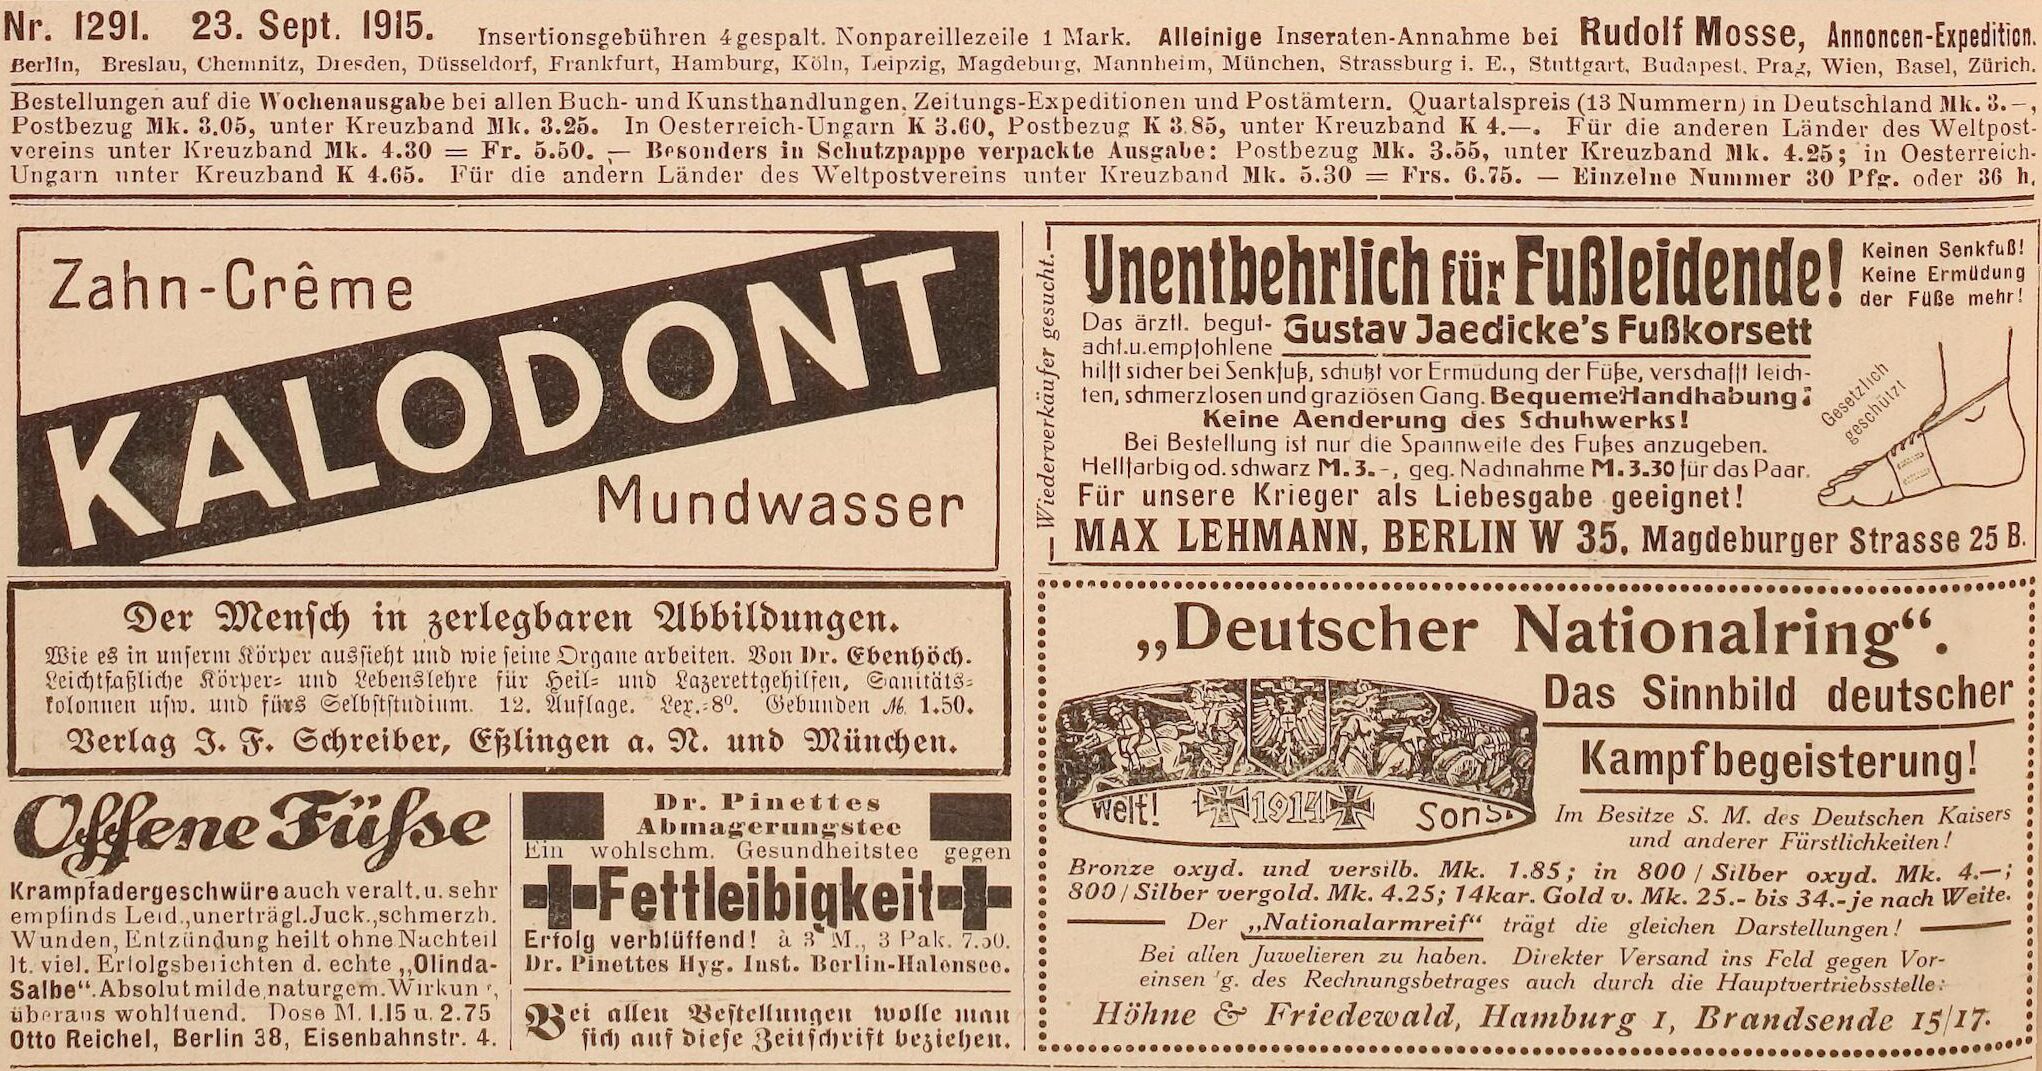 Nr. 1291. 23. Sept. 1915. Insertionsgebühren 4gespalt. Nonpareillezeile 1 Mark. Alleinige Inseraten-Annahme bei Rudolf Mosse, Annoncen-Expedition.
Berlin, Breslau, Chemnitz, Dresden, Düsseldorf, Frankfurt, Hamburg, Köln, Leipzig, Magdeburg, Mannheim, München, Strassburg i. E., Stuttgart, Budapest, Prag, Wien, Basel, Zürich.
Bestellungen auf die Wochenausgabe bei allen Buch- und Kunsthandlungen, Zeitungs-Expeditionen und Postämtern. Quartalspreis (13 Nummern) in Deutschland Mk. 3.–,
Postbezug Mk. 3.05, unter Kreuzband Mk. 3.25. In Oesterreich-Ungarn K 3.60, Postbezug K 3.85, unter Kreuzband K 4.—. Für die anderen Länder des Weltpost-
vereins unter Kreuzband Mk. 4.30 = Fr. 5.50. — Besonders in Schutzpappe verpackte Ausgabe: Postbezug Mk. 3.55, unter Kreuzband Mk. 4.25; in Oesterreich-
Ungarn unter Kreuzband K 4.65. Für die andern Länder des Weltpostvereins unter Kreuzband Mk. 5.30 = Frs. 6.75. — Einzelne Nummer 30 Pfg. oder 36 h.
Zahn-Crême
KALODONT
Mundwasser
Der Mensch in zerlegbaren Abbildungen.
Wie es in unserm Körper aussieht und wie seine Organe arbeiten. Von Dr. Ebenhöch.
Leichtfaßliche Körper- und Lebenslehre für Heil- und Lazerettgehilfen, Sanitäts-
kolonnen usw. und fürs Selbststudium. 12. Auflage. Lex.-8°. Gebunden M. 1.50.
Verlag J. F. Schreiber, Eßlingen a. N. und München.
Offene Füsse
Krampfadergeschwüre auch veralt. u. sehr
empfinds Leid., unerträgl. Juck., schmerzh.
Wunden, Entzündung heilt ohne Nachteil
lt. viel. Erfolgsberichten d. echte „Olinda-
Salbe“. Absolut milde, naturgem. Wirkun,
überaus wohltuend. Dose M. 1.15 u. 2.75
Otto Reichel, Berlin 38, Eisenbahnstr. 4.
Dr. Pinettes
Abmagerungstee
Ein wohlschm. Gesundheitstee gegen
Fettleibigkeit
Erfolg verblüffend! à 3 M., 3 Pak. 7.50.
Dr. Pinettes Hyg. Inst. Berlin-Halensee.
Bei allen Bestellungen wolle man
sich auf diese Zeitschrift beziehen.
Wiederverkäufer gesucht.
Unentbehrlich für Fußleidende!
Keinen Senkfuß!
Keine Ermüdung
der Füße mehr!
Das ärztl. begut-
acht. u. empfohlene Gustav Jaedicke's Fußkorsett
hilft sicher bei Senkfuß, schützt vor Ermüdung der Füße, verschafft leich-
ten, schmerzlosen und graziösen Gang. Bequeme Handhabung!
Keine Aenderung des Schuhwerks!
Bei Bestellung ist nur die Spannweite des Fußes anzugeben.
Hellfarbig od. schwarz M. 3.-, geg. Nachnahme M. 3.30 für das Paar.
Für unsere Krieger als Liebesgabe geeignet!
Gesetzlich
geschützt
MAX LEHMANN, BERLIN W 35, Magdeburger Strasse 25 B.
„Deutscher Nationalring“.
Das Sinnbild deutscher
Kampfbegeisterung!
Welt! 1914 Sons
Im Besitze S. M. des Deutschen Kaisers
und anderer Fürstlichkeiten!
Bronze oxyd. und versilb. Mk. 1.85; in 800/Silber oxyd. Mk. 4.—;
800/Silber vergold. Mk. 4.25; 14kar. Gold v. Mk. 25.- bis 34.-je nach Weite.
Der „Nationalarmreif“ trägt die gleichen Darstellungen!
Bei allen Juwelieren zu haben. Direkter Versand ins Feld gegen Vor-
einsen'g. des Rechnungsbetrages auch durch die Hauptvertriebsstelle:
Höhne & Friedewald, Hamburg 1, Brandsende 15/17.